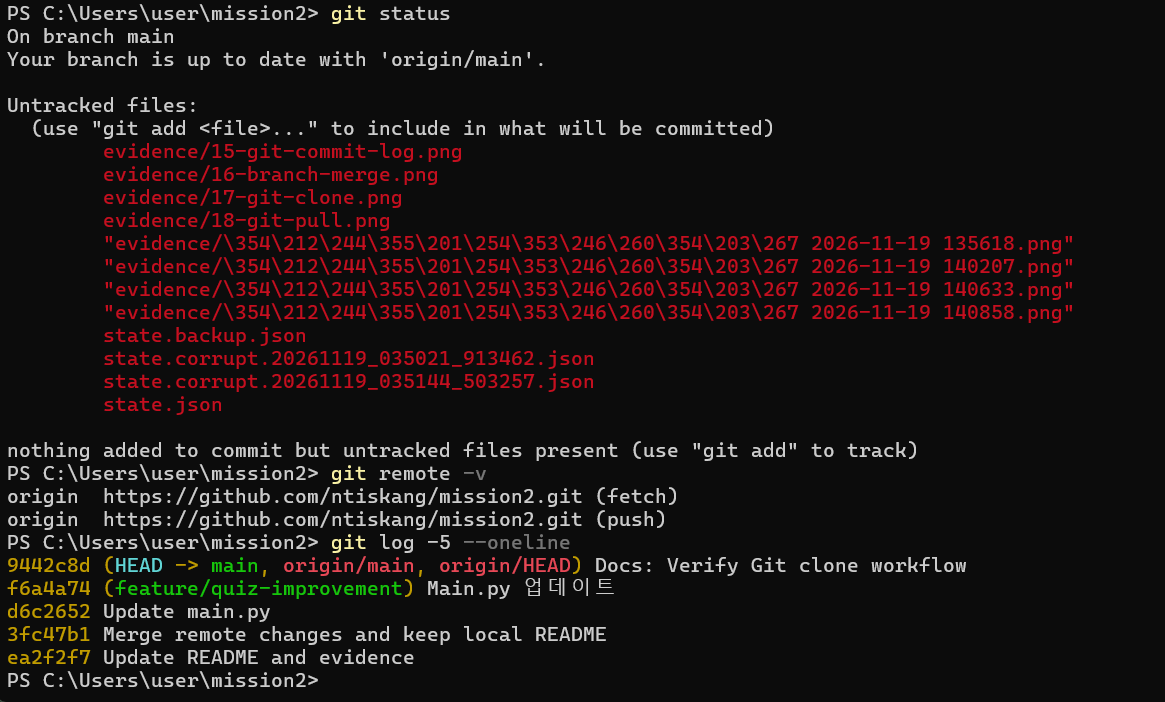 PS C:\Users\user\mission2> git status
On branch main
Your branch is up to date with 'origin/main'.
Untracked files:
(use "git add <file>..." to include in what will be committed)
evidence/15-git-commit-log.png
evidence/16-branch-merge.png
evidence/17-git-clone.png
evidence/18-git-pull.png
"evidence/\354\212\244\355\201\254\353\246\260\354\203\267 2026-11-19 135618.png"
"evidence/\354\212\244\355\201\254\353\246\260\354\203\267 2026-11-19 140207.png"
"evidence/\354\212\244\355\201\254\353\246\260\354\203\267 2026-11-19 140633.png"
"evidence/\354\212\244\355\201\254\353\246\260\354\203\267 2026-11-19 140858.png"
state.backup.json
state.corrupt.20261119_035021_913462.json
state.corrupt.20261119_035144_503257.json
state.json
nothing added to commit but untracked files present (use "git add" to track)
PS C:\Users\user\mission2> git remote -v
origin  https://github.com/ntiskang/mission2.git (fetch)
origin  https://github.com/ntiskang/mission2.git (push)
PS C:\Users\user\mission2> git log -5 --oneline
9442c8d (HEAD -> main, origin/main, origin/HEAD) Docs: Verify Git clone workflow
f6a4a74 (feature/quiz-improvement) Main.py 업데이트
d6c2652 Update main.py
3fc47b1 Merge remote changes and keep local README
ea2f2f7 Update README and evidence
PS C:\Users\user\mission2>